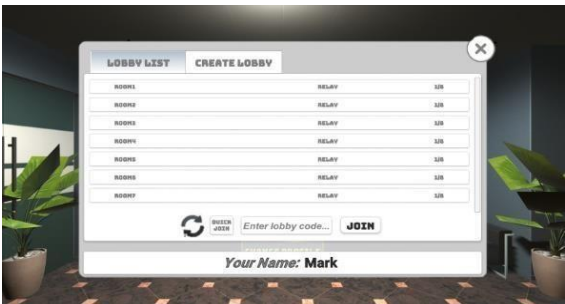 LOBBY LIST CREATE LOBBY
ROOM1 RELAY 1/8
ROOM2 RELAY 1/8
ROOM3 RELAY 1/8
ROOM4 RELAY 1/8
ROOM5 RELAY 1/8
ROOM6 RELAY 1/8
ROOM7 RELAY 1/8
QUICK JOIN Enter lobby code... JOIN
CHANGE PROFILE
Your Name: Mark